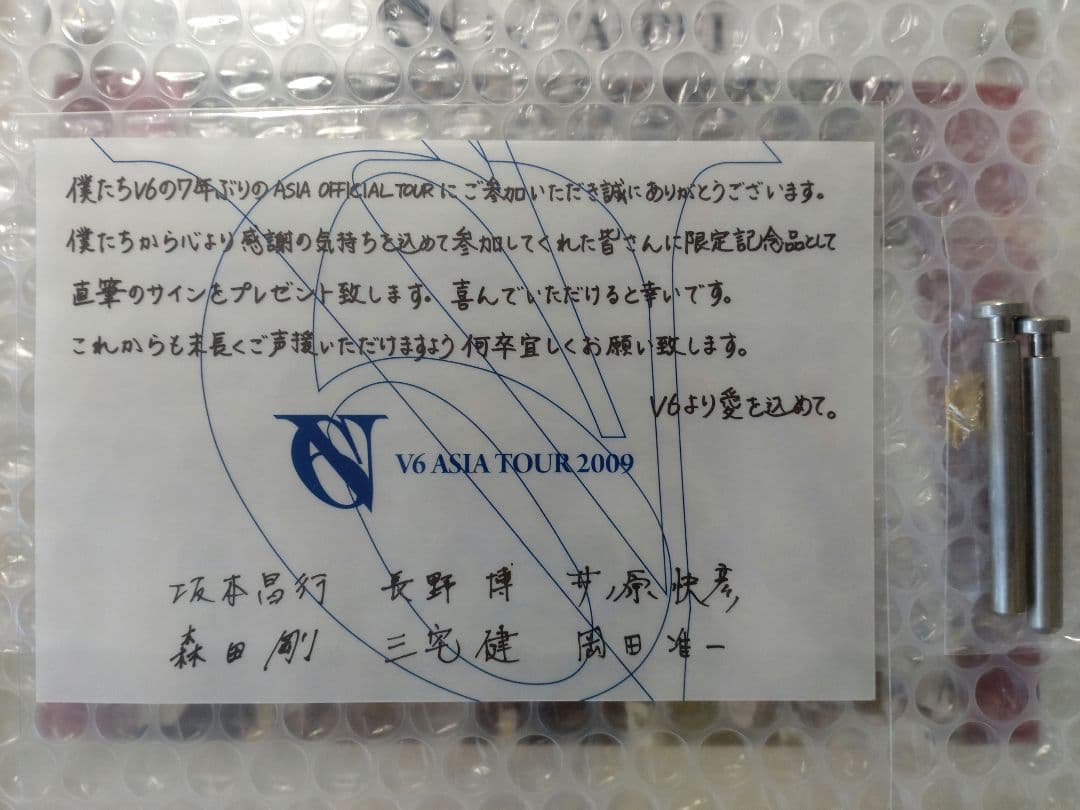 僕たちV6の7年ぶりのASIA OFFICIAL TOURにご参加いただき誠にありがとうございます。
僕たちから心より感謝の気持ちを込めて参加してくれた皆さんに限定記念品として
直筆のサインをプレゼント致します。喜んでいただけると幸いです。
これからも末長くご声援いただけますよう何卒宜しくお願い致します。
V6より愛を込めて。
V6 ASIA TOUR 2009
坂本昌行 長野博 井ノ原快彦
森田剛 三宅健 岡田准一